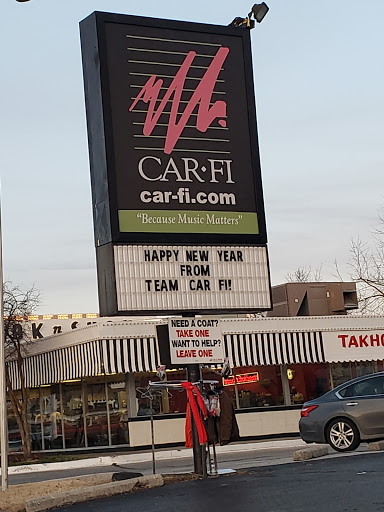 CAR·FI
car-fi.com
"Because Music Matters"
HAPPY NEW YEAR
FROM
TEAM CAR FI!
NEED A COAT?
TAKE ONE
WANT TO HELP?
LEAVE ONE
TAKHO